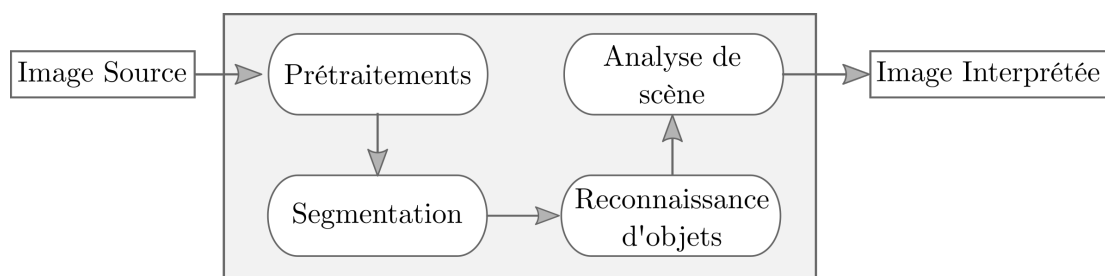 Image Source
Prétraitements
Segmentation
Reconnaissance
d'objets
Analyse de
scène
Image Interprétée